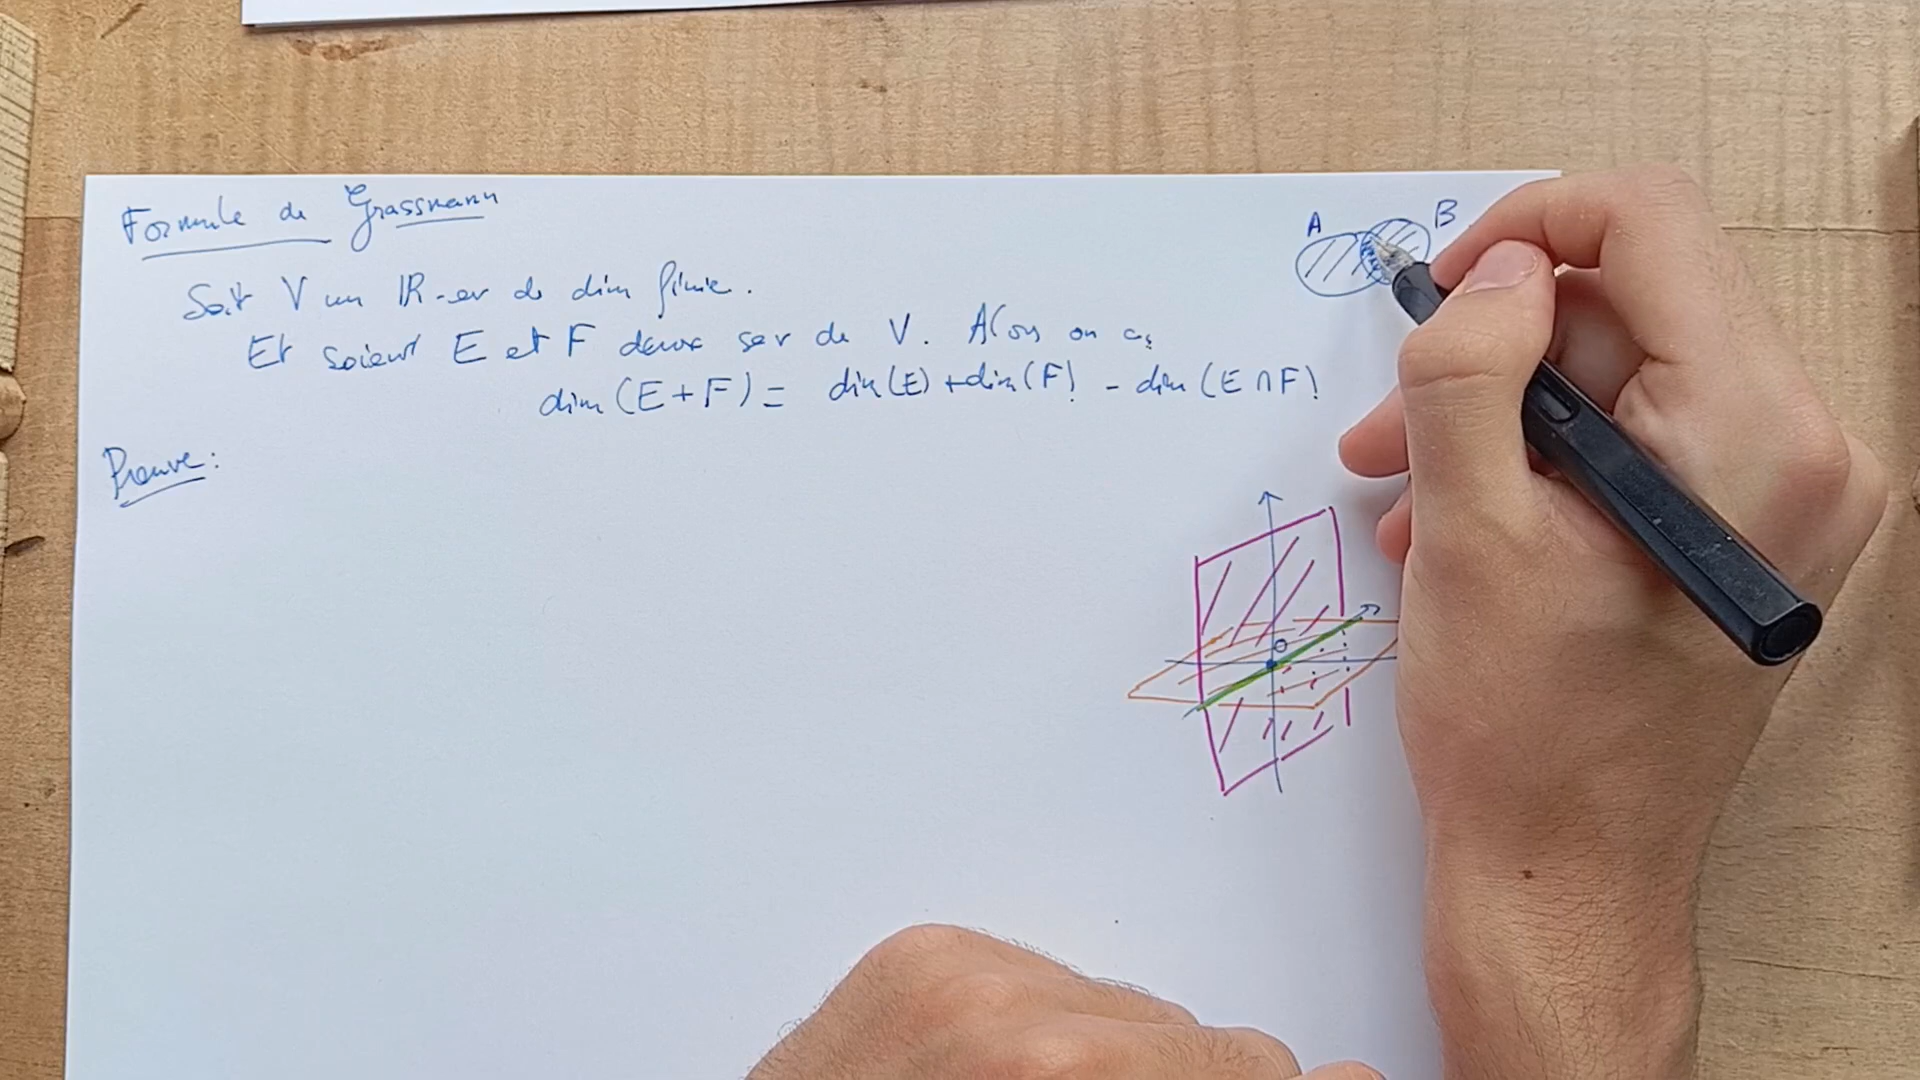 Formule de Grassmann
Soit V un IR-ev de dim finie.
Et soient E et F deux sev de V. Alors on a:
dim (E + F) = dim(E) + dim(F) - dim (E ∩ F)
Preuve:
A B
O